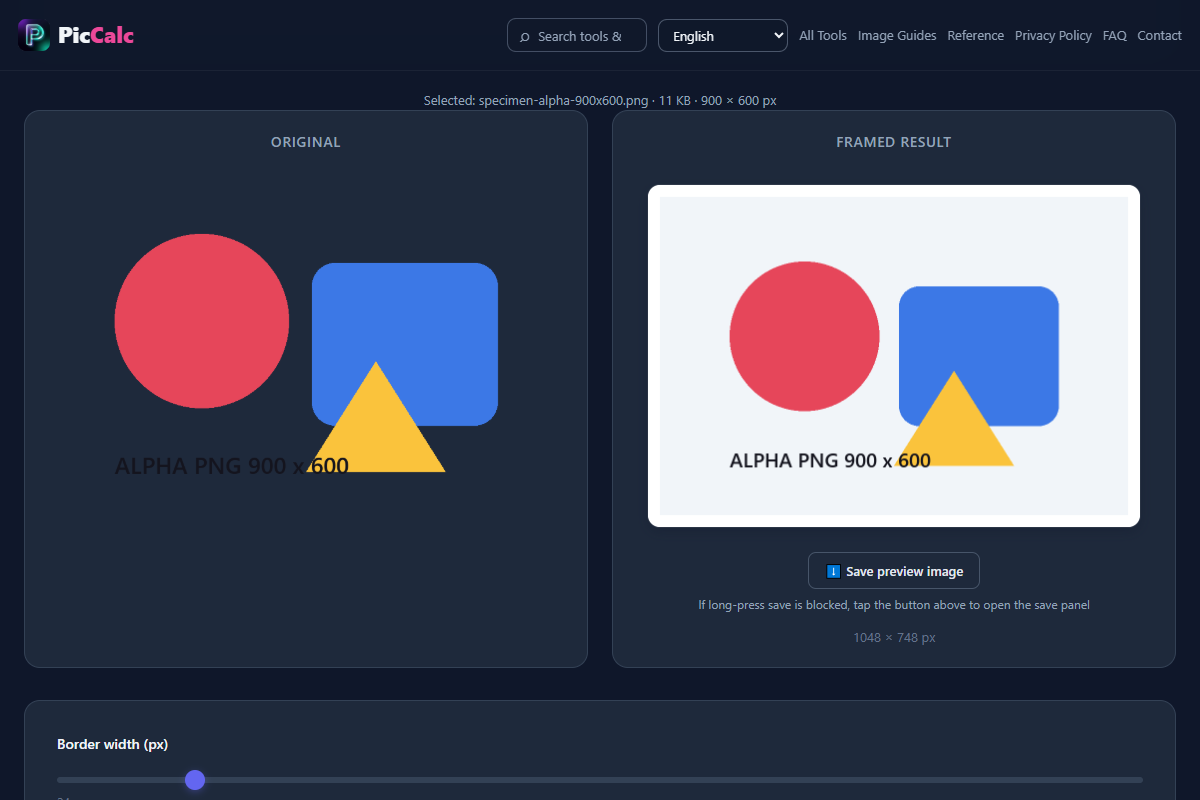 PicCalc
Search tools &
English
All Tools
Image Guides
Reference
Privacy Policy
FAQ
Contact
Selected: specimen-alpha-900x600.png · 11 KB · 900 × 600 px
ORIGINAL
ALPHA PNG 900 x 600
FRAMED RESULT
ALPHA PNG 900 x 600
Save preview image
If long-press save is blocked, tap the button above to open the save panel
1048 × 748 px
Border width (px)